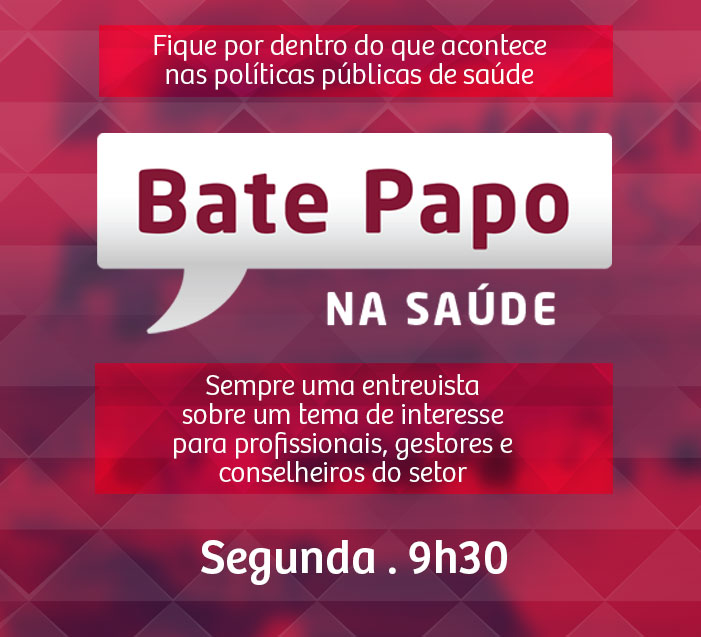 Fique por dentro do que acontece
nas políticas públicas de saúde
Bate Papo
NA SAÚDE
Sempre uma entrevista
sobre um tema de interesse
para profissionais, gestores e
conselheiros do setor
Segunda . 9h30